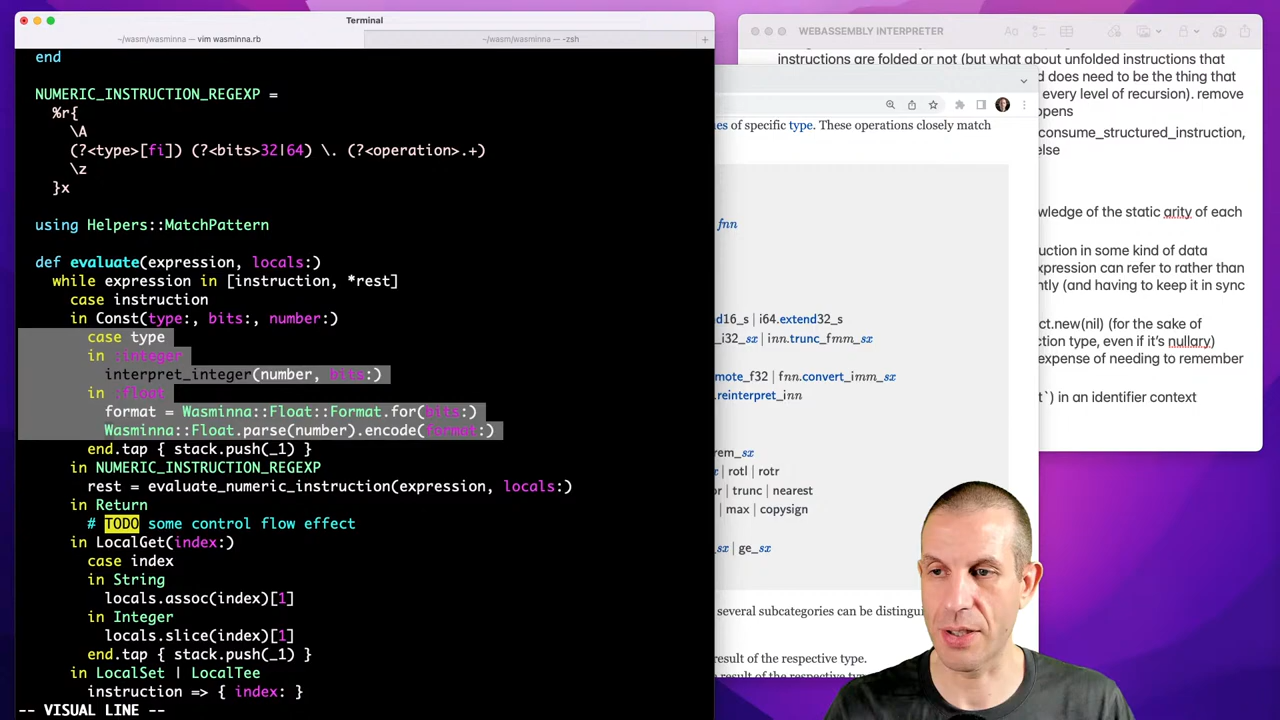 Terminal
~/wasm/wasminna — vim wasminna.rb
~/wasm/wasminna — -zsh
+
end
NUMERIC_INSTRUCTION_REGEXP =
%r{
\A
(?<type>[fi]) (?<bits>32|64) \. (?<operation>.+)
\z
}x
using Helpers::MatchPattern
def evaluate(expression, locals:)
while expression in [instruction, *rest]
case instruction
in Const(type:, bits:, number:)
case type
in :integer
interpret_integer(number, bits:)
in :float
format = Wasminna::Float::Format.for(bits:)
Wasminna::Float.parse(number).encode(format:)
end.tap { stack.push(_1) }
in NUMERIC_INSTRUCTION_REGEXP
rest = evaluate_numeric_instruction(expression, locals:)
in Return
# TODO some control flow effect
in LocalGet(index:)
case index
in String
locals.assoc(index)[1]
in Integer
locals.slice(index)[1]
end.tap { stack.push(_1) }
in LocalSet | LocalTee
instruction => { index: }
-- VISUAL LINE --
es of specific type. These operations closely match
fnn
d16_s | i64.extend32_s
_i32_sx | inn.trunc_fmm_sx
mote_f32 | fnn.convert_imm_sx
.reinterpret_inn
rem_sx
| rotl | rotr
or | trunc | nearest
| max | copysign
| ge_sx
several subcategories can be distingui
result of the respective type.
WEBASSEMBLY INTERPRETER
Aa
instructions are folded or not (but what about unfolded instructions that
d does need to be the thing that
every level of recursion). remove
opens
consume_structured_instruction,
else
wledge of the static arity of each
uction in some kind of data
expression can refer to rather than
ntly (and having to keep it in sync
ct.new(nil) (for the sake of
ction type, even if it's nullary)
expense of needing to remember
t`) in an identifier context